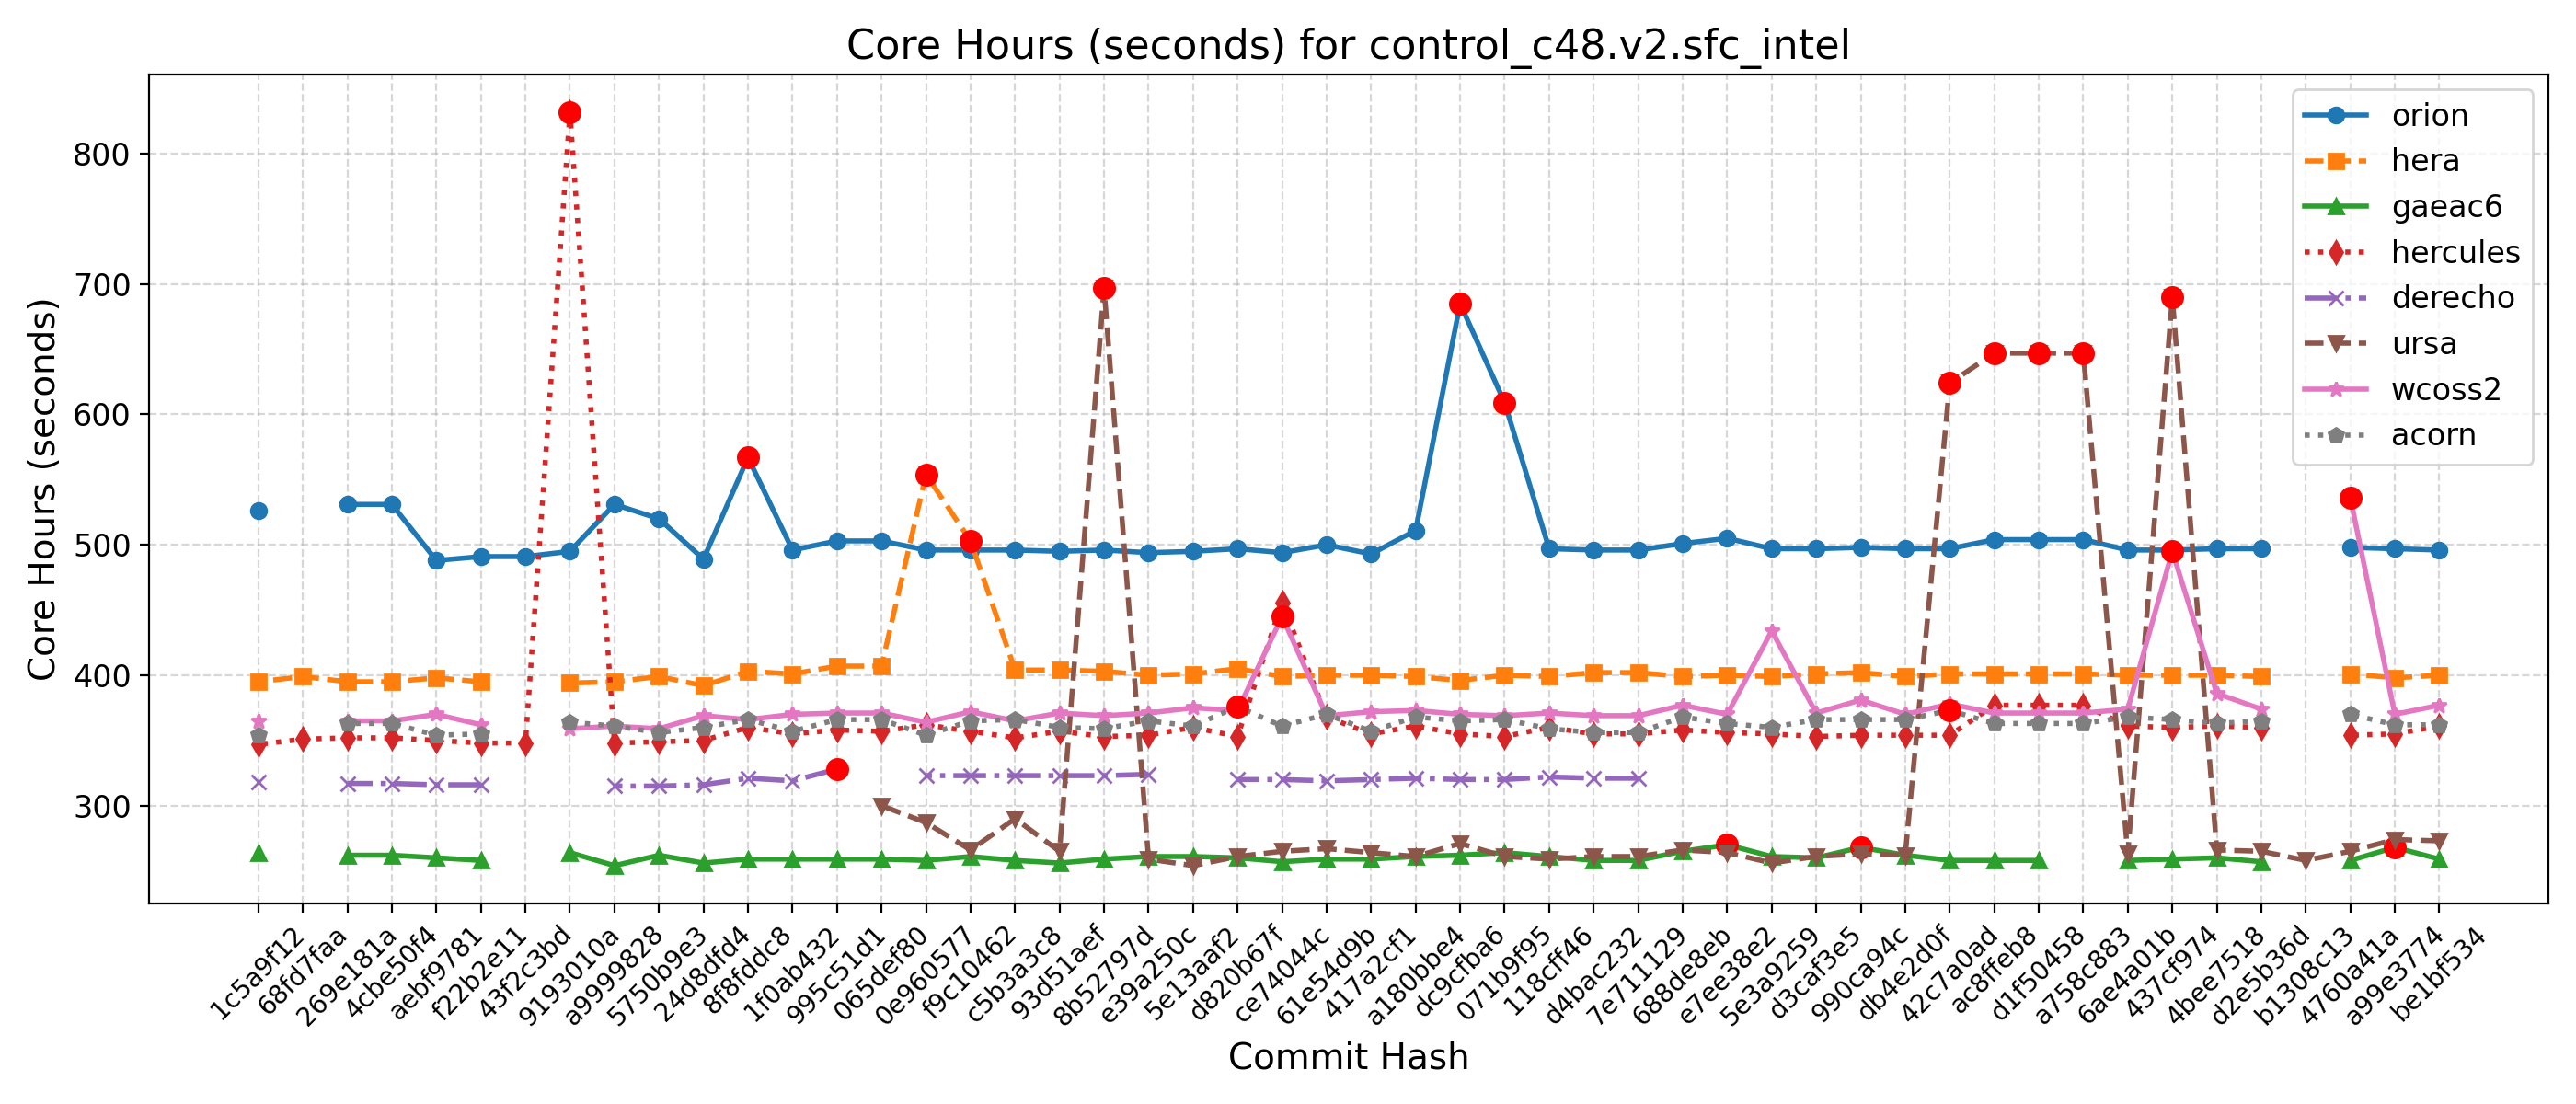 Core Hours (seconds) for control_c48.v2.sfc_intel
Core Hours (seconds)
800
700
600
500
400
300
orion
hera
gaeac6
hercules
derecho
ursa
wcoss2
acorn
1c5a9f12
68fd7faa
269e181a
4cbe50f4
aebf9781
f22b2e11
43f2c3bd
9193010a
a9999828
5750b9e3
24d8dfd4
8f8fddc8
1f0ab432
995c51d1
065def80
0e960577
f9c10462
c5b3a3c8
93d51aef
8b52797d
e39a250c
5e13aaf2
d820b67f
ce74044c
61e54d9b
417a2cf1
a180bbe4
dc9cfba6
071b9f95
118cff46
d4bac232
7e711129
688de8eb
e7ee38e2
5e3a9259
d3caf3e5
990ca94c
db4e2d0f
42c7a0ad
ac8ffeb8
d1f50458
a758c883
6ae4a01b
437cf974
4bee7518
d2e5b36d
b1308c13
4760a41a
a99e3774
be1bf534
Commit Hash